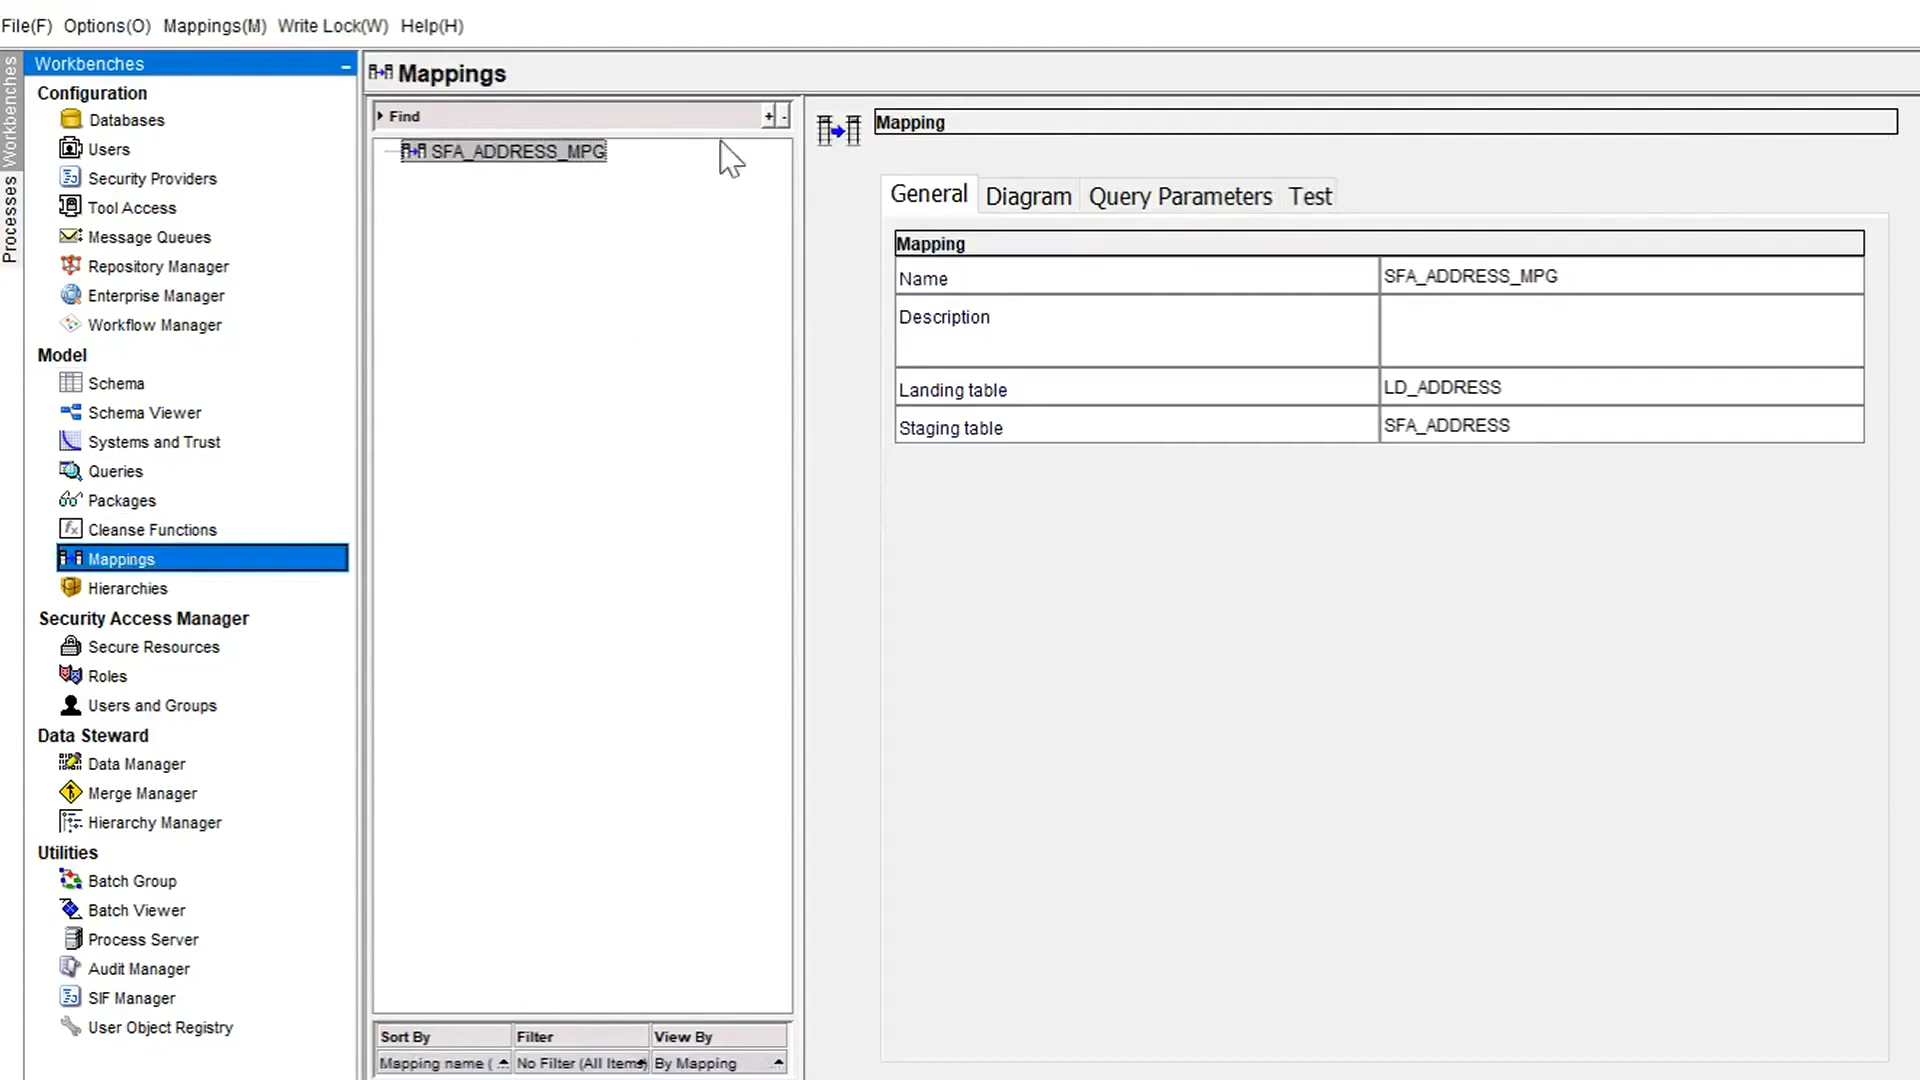 File(F) Options(O) Mappings(M) Write Lock(W) Help(H)
Workbenches
Processes
Workbenches
Configuration
Databases
Users
Security Providers
Tool Access
Message Queues
Repository Manager
Enterprise Manager
Workflow Manager
Model
Schema
Schema Viewer
Systems and Trust
Queries
Packages
Cleanse Functions
Mappings
Hierarchies
Security Access Manager
Secure Resources
Roles
Users and Groups
Data Steward
Data Manager
Merge Manager
Hierarchy Manager
Utilities
Batch Group
Batch Viewer
Process Server
Audit Manager
SIF Manager
User Object Registry
Mappings
Find + -
SFA_ADDRESS_MPG
Sort By Filter View By
Mapping name ( No Filter (All Items) By Mapping
Mapping
General Diagram Query Parameters Test
Mapping
Name SFA_ADDRESS_MPG
Description
Landing table LD_ADDRESS
Staging table SFA_ADDRESS